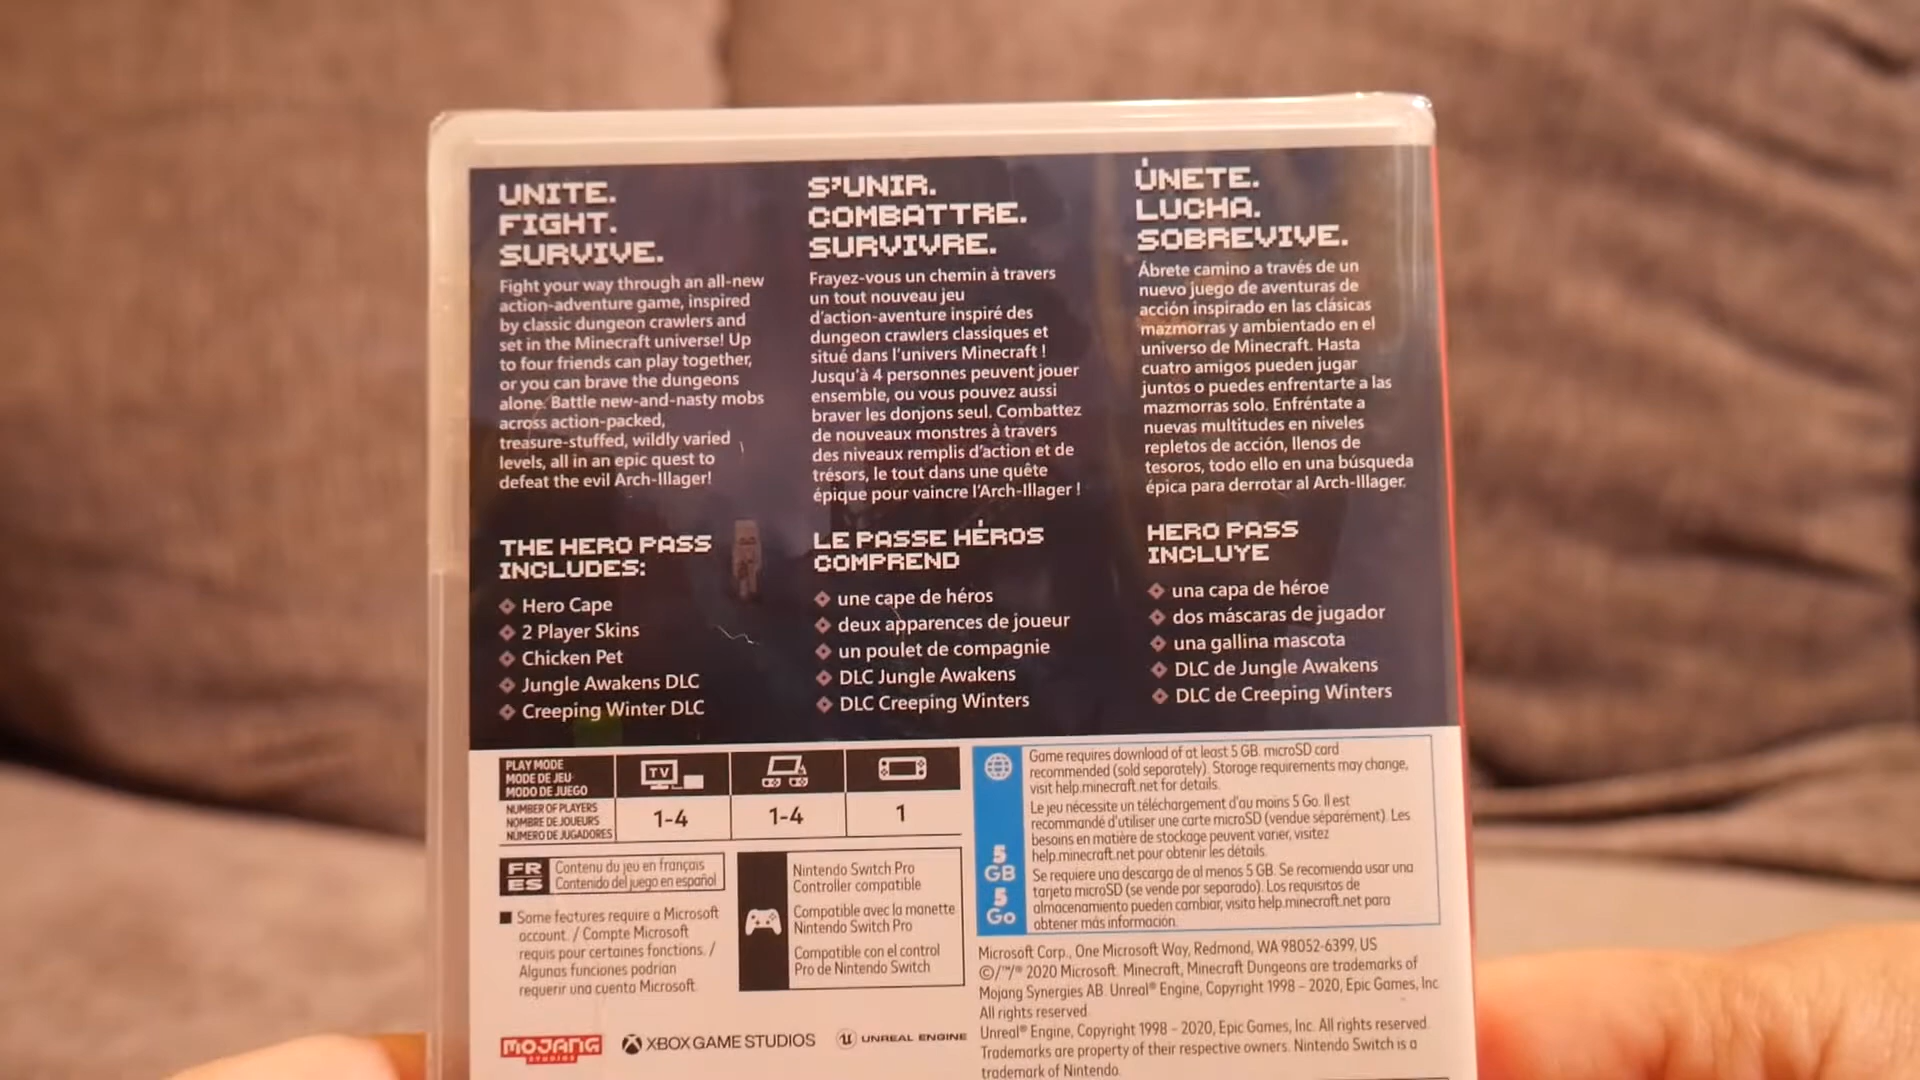 UNITE.
FIGHT.
SURVIVE.
Fight your way through an all-new
action-adventure game, inspired
by classic dungeon crawlers and
set in the Minecraft universe! Up
to four friends can play together,
or you can brave the dungeons
alone. Battle new-and-nasty mobs
across action-packed,
treasure-stuffed, wildly varied
levels, all in an epic quest to
defeat the evil Arch-Illager!
THE HERO PASS
INCLUDES:
Hero Cape
2 Player Skins
Chicken Pet
Jungle Awakens DLC
Creeping Winter DLC
S'UNIR.
COMBATTRE.
SURVIVRE.
Frayez-vous un chemin à travers
un tout nouveau jeu
d'action-aventure inspiré des
dungeon crawlers classiques et
situé dans l'univers Minecraft !
Jusqu'à 4 personnes peuvent jouer
ensemble, ou vous pouvez aussi
braver les donjons seul. Combattez
de nouveaux monstres à travers
des niveaux remplis d'action et de
trésors, le tout dans une quête
épique pour vaincre l'Arch-Illager !
LE PASSE HÉROS
COMPREND
une cape de héros
deux apparences de joueur
un poulet de compagnie
DLC Jungle Awakens
DLC Creeping Winters
ÚNETE.
LUCHA.
SOBREVIVE.
Ábrete camino a través de un
nuevo juego de aventuras de
acción inspirado en las clásicas
mazmorras y ambientado en el
universo de Minecraft. Hasta
cuatro amigos pueden jugar
juntos o puedes enfrentarte a las
mazmorras solo. Enfréntate a
nuevas multitudes en niveles
repletos de acción, llenos de
tesoros, todo ello en una búsqueda
épica para derrotar al Arch-Illager.
HERO PASS
INCLUYE
una capa de héroe
dos máscaras de jugador
una gallina mascota
DLC de Jungle Awakens
DLC de Creeping Winters
PLAY MODE
MODE DE JEU
MODO DE JUEGO
TV
NUMBER OF PLAYERS
NOMBRE DE JOUEURS
NÚMERO DE JUGADORES
1-4
1-4
1
FR
ES
Contenu du jeu en français
Contenido del juego en español
Some features require a Microsoft
account. / Compte Microsoft
requis pour certaines fonctions. /
Algunas funciones podrían
requerir una cuenta Microsoft.
Nintendo Switch Pro
Controller compatible
Compatible avec la manette
Nintendo Switch Pro
Compatible con el control
Pro de Nintendo Switch
5
GB
5
Go
Game requires download of at least 5 GB. microSD card
recommended (sold separately). Storage requirements may change,
visit help.minecraft.net for details.
Le jeu nécessite un téléchargement d'au moins 5 Go. Il est
recommandé d'utiliser une carte microSD (vendue séparément). Les
besoins en matière de stockage peuvent varier, visitez
help.minecraft.net pour obtenir les détails.
Se requiere una descarga de al menos 5 GB. Se recomienda usar una
tarjeta microSD (se vende por separado). Los requisitos de
almacenamiento pueden cambiar, visita help.minecraft.net para
obtener más información.
Microsoft Corp., One Microsoft Way, Redmond, WA 98052-6399, US
©/™/® 2020 Microsoft. Minecraft, Minecraft Dungeons are trademarks of
Mojang Synergies AB. Unreal® Engine, Copyright 1998 – 2020, Epic Games, Inc.
All rights reserved.
Unreal® Engine, Copyright 1998 – 2020, Epic Games, Inc. All rights reserved.
Trademarks are property of their respective owners. Nintendo Switch is a
trademark of Nintendo.
MOJANG
STUDIOS
XBOX GAME STUDIOS
UNREAL ENGINE